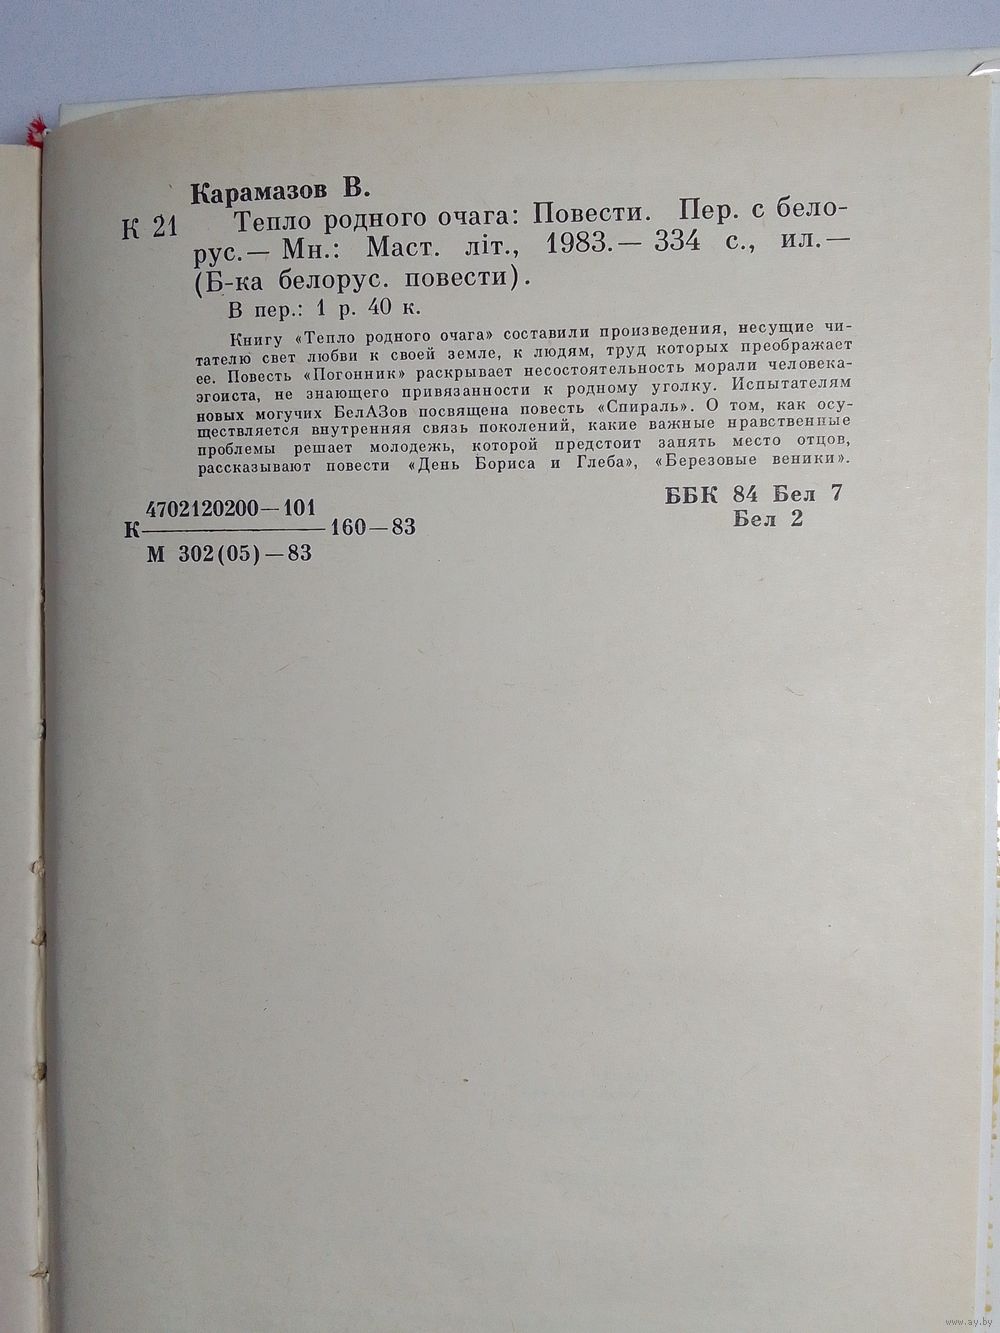 Карамазов В.
К 21 Тепло родного очага: Повести. Пер. с бело-
рус.— Мн.: Маст. літ., 1983.— 334 с., ил.—
(Б-ка белорус. повести).
В пер.: 1 р. 40 к.
Книгу «Тепло родного очага» составили произведения, несущие чи-
тателю свет любви к своей земле, к людям, труд которых преображает
ее. Повесть «Погонник» раскрывает несостоятельность морали человека-
эгоиста, не знающего привязанности к родному уголку. Испытателям
новых могучих БелАЗов посвящена повесть «Спираль». О том, как осу-
ществляется внутренняя связь поколений, какие важные нравственные
проблемы решает молодежь, которой предстоит занять место отцов,
рассказывают повести «День Бориса и Глеба», «Березовые веники».
4702120200—101
К 160—83
М 302(05)—83
ББК 84 Бел 7
Бел 2
www.ay.by